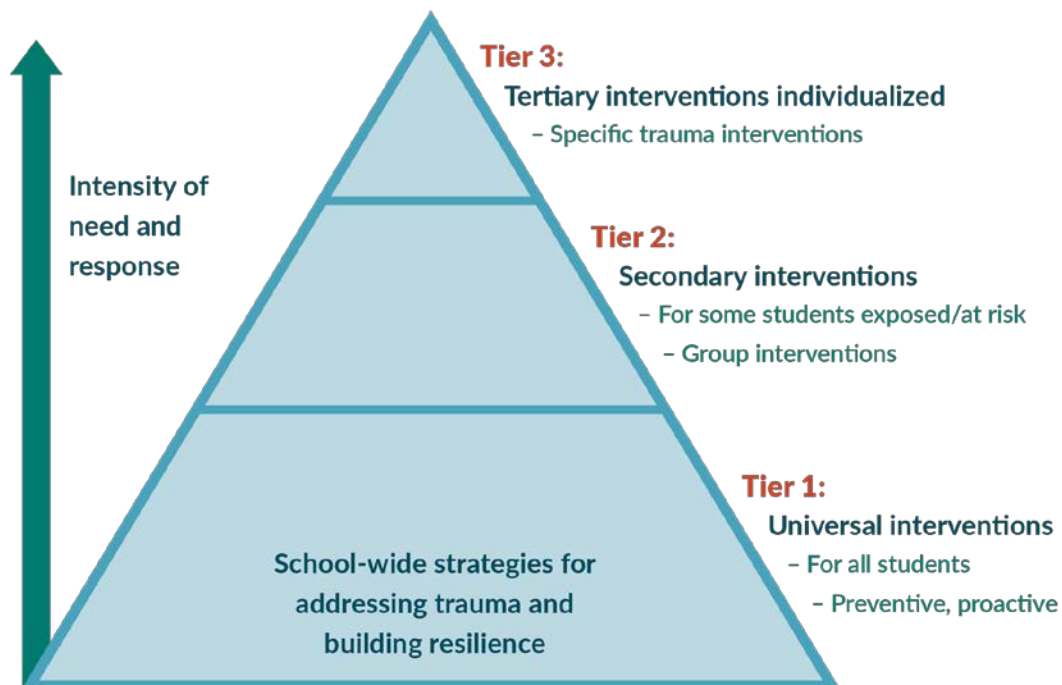 Tier 3:
Tertiary interventions individualized
– Specific trauma interventions
Intensity of
need and
response
Tier 2:
Secondary interventions
– For some students exposed/at risk
– Group interventions
Tier 1:
Universal interventions
– For all students
– Preventive, proactive
School-wide strategies for
addressing trauma and
building resilience